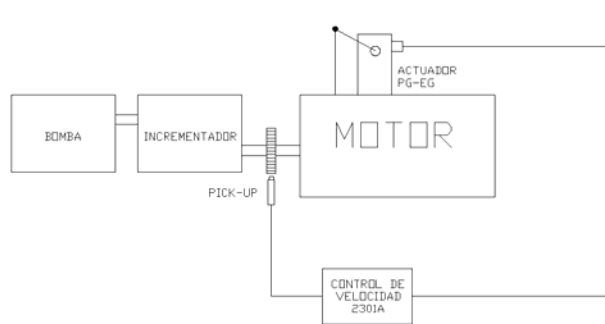 ACTUADOR
PG-EG
MOTOR
BOMBA
INCREMENTADOR
PICK-UP
CONTROL DE
VELOCIDAD
2301A